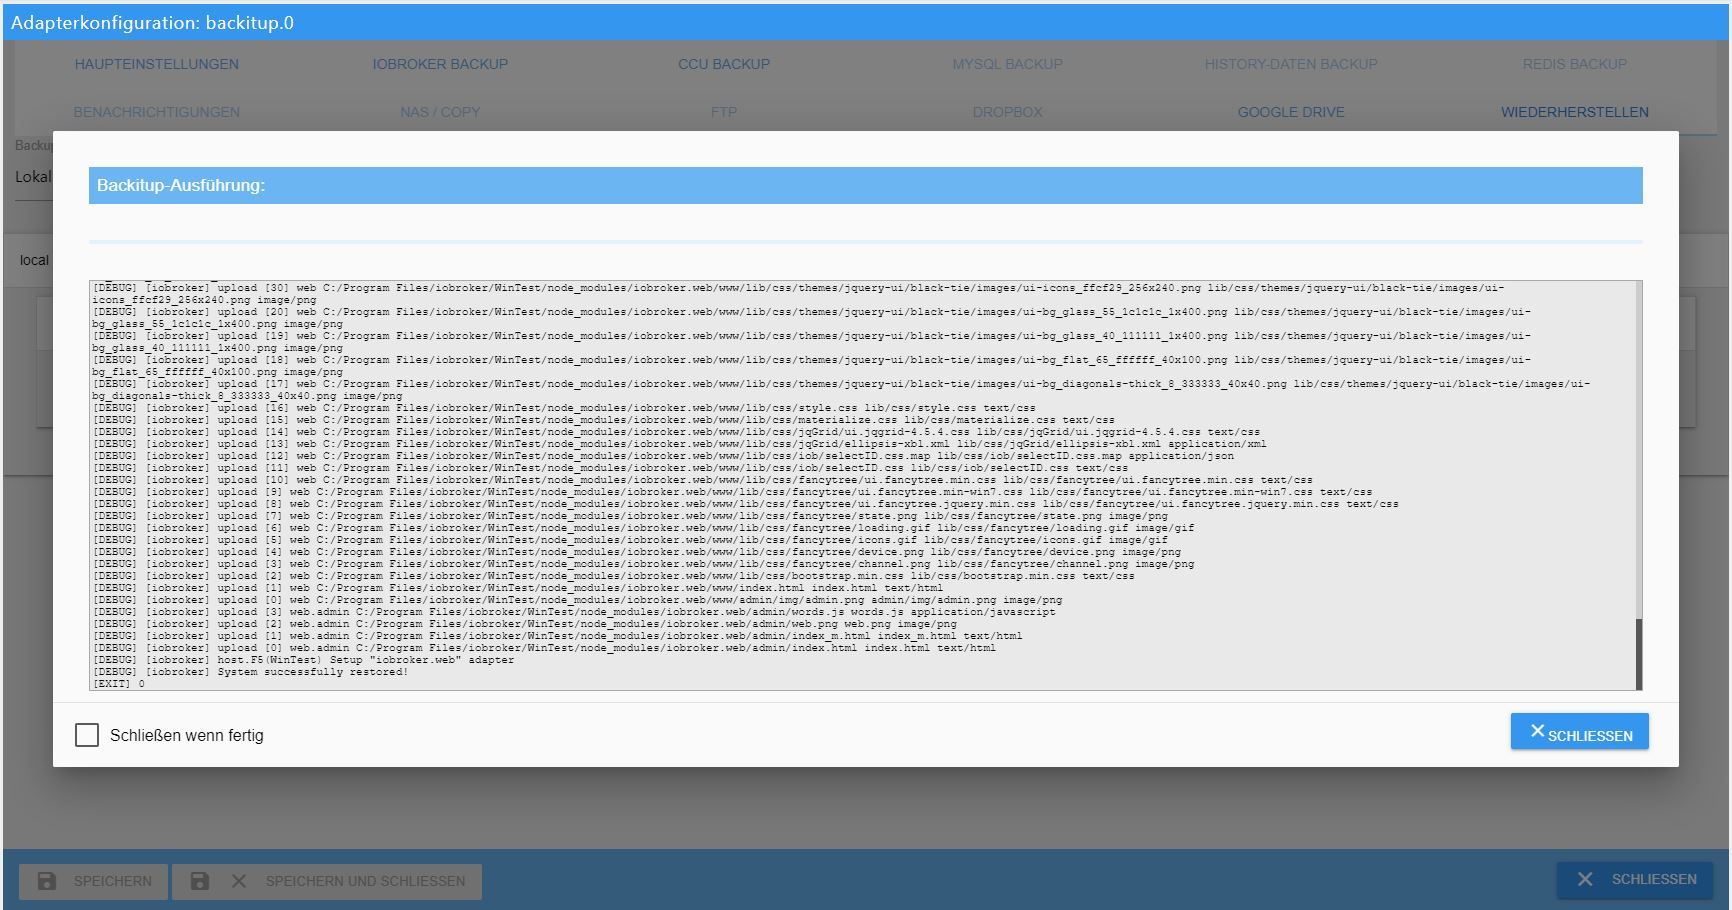 Adapterkonfiguration: backitup.0
HAUPTEINSTELLUNGEN IOBROKER BACKUP CCU BACKUP MYSQL BACKUP HISTORY-DATEN BACKUP REDIS BACKUP
BENACHRICHTIGUNGEN NAS / COPY FTP DROPBOX GOOGLE DRIVE WIEDERHERSTELLEN
Lokal
local
Backitup-Ausführung:
[DEBUG] [iobroker] upload [30] web C:/Program Files/iobroker/WinTest/node_modules/iobroker.web/www/lib/css/themes/jquery-ui/black-tie/images/ui-icons_ffcf29_256x240.png lib/css/themes/jquery-ui/black-tie/images/ui-
icons_ffcf29_256x240.png image/png
[DEBUG] [iobroker] upload [20] web C:/Program Files/iobroker/WinTest/node_modules/iobroker.web/www/lib/css/themes/jquery-ui/black-tie/images/ui-bg_glass_55_1c1c1c_1x400.png lib/css/themes/jquery-ui/black-tie/images/ui-
bg_glass_55_1c1c1c_1x400.png image/png
[DEBUG] [iobroker] upload [19] web C:/Program Files/iobroker/WinTest/node_modules/iobroker.web/www/lib/css/themes/jquery-ui/black-tie/images/ui-bg_glass_40_111111_1x400.png lib/css/themes/jquery-ui/black-tie/images/ui-
bg_glass_40_111111_1x400.png image/png
[DEBUG] [iobroker] upload [18] web C:/Program Files/iobroker/WinTest/node_modules/iobroker.web/www/lib/css/themes/jquery-ui/black-tie/images/ui-bg_flat_65_ffffff_40x100.png lib/css/themes/jquery-ui/black-tie/images/ui-
bg_flat_65_ffffff_40x100.png image/png
[DEBUG] [iobroker] upload [17] web C:/Program Files/iobroker/WinTest/node_modules/iobroker.web/www/lib/css/themes/jquery-ui/black-tie/images/ui-bg_diagonals-thick_8_333333_40x40.png lib/css/themes/jquery-ui/black-tie/images/ui-
bg_diagonals-thick_8_333333_40x40.png image/png
[DEBUG] [iobroker] upload [16] web C:/Program Files/iobroker/WinTest/node_modules/iobroker.web/www/lib/css/style.css lib/css/style.css text/css
[DEBUG] [iobroker] upload [15] web C:/Program Files/iobroker/WinTest/node_modules/iobroker.web/www/lib/css/materialize.css lib/css/materialize.css text/css
[DEBUG] [iobroker] upload [14] web C:/Program Files/iobroker/WinTest/node_modules/iobroker.web/www/lib/css/jqGrid/ui.jqgrid-4.5.4.css lib/css/jqGrid/ui.jqgrid-4.5.4.css text/css
[DEBUG] [iobroker] upload [13] web C:/Program Files/iobroker/WinTest/node_modules/iobroker.web/www/lib/css/jqGrid/ellipsis-xbl.xml lib/css/jqGrid/ellipsis-xbl.xml application/xml
[DEBUG] [iobroker] upload [12] web C:/Program Files/iobroker/WinTest/node_modules/iobroker.web/www/lib/css/iob/selectID.css.map lib/css/iob/selectID.css.map application/json
[DEBUG] [iobroker] upload [11] web C:/Program Files/iobroker/WinTest/node_modules/iobroker.web/www/lib/css/iob/selectID.css lib/css/iob/selectID.css text/css
[DEBUG] [iobroker] upload [10] web C:/Program Files/iobroker/WinTest/node_modules/iobroker.web/www/lib/css/fancytree/ui.fancytree.min.css lib/css/fancytree/ui.fancytree.min.css text/css
[DEBUG] [iobroker] upload [9] web C:/Program Files/iobroker/WinTest/node_modules/iobroker.web/www/lib/css/fancytree/ui.fancytree.min-win7.css lib/css/fancytree/ui.fancytree.min-win7.css text/css
[DEBUG] [iobroker] upload [8] web C:/Program Files/iobroker/WinTest/node_modules/iobroker.web/www/lib/css/fancytree/ui.fancytree.jquery.min.css lib/css/fancytree/ui.fancytree.jquery.min.css text/css
[DEBUG] [iobroker] upload [7] web C:/Program Files/iobroker/WinTest/node_modules/iobroker.web/www/lib/css/fancytree/state.png lib/css/fancytree/state.png image/png
[DEBUG] [iobroker] upload [6] web C:/Program Files/iobroker/WinTest/node_modules/iobroker.web/www/lib/css/fancytree/loading.gif lib/css/fancytree/loading.gif image/gif
[DEBUG] [iobroker] upload [5] web C:/Program Files/iobroker/WinTest/node_modules/iobroker.web/www/lib/css/fancytree/icons.gif lib/css/fancytree/icons.gif image/gif
[DEBUG] [iobroker] upload [4] web C:/Program Files/iobroker/WinTest/node_modules/iobroker.web/www/lib/css/fancytree/device.png lib/css/fancytree/device.png image/png
[DEBUG] [iobroker] upload [3] web C:/Program Files/iobroker/WinTest/node_modules/iobroker.web/www/lib/css/fancytree/channel.png lib/css/fancytree/channel.png image/png
[DEBUG] [iobroker] upload [2] web C:/Program Files/iobroker/WinTest/node_modules/iobroker.web/www/lib/css/bootstrap.min.css lib/css/bootstrap.min.css text/css
[DEBUG] [iobroker] upload [1] web C:/Program Files/iobroker/WinTest/node_modules/iobroker.web/www/index.html index.html text/html
[DEBUG] [iobroker] upload [0] web C:/Program Files/iobroker/WinTest/node_modules/iobroker.web/www/admin/img/admin.png admin/img/admin.png image/png
[DEBUG] [iobroker] upload [3] web.admin C:/Program Files/iobroker/WinTest/node_modules/iobroker.web/admin/words.js words.js application/javascript
[DEBUG] [iobroker] upload [2] web.admin C:/Program Files/iobroker/WinTest/node_modules/iobroker.web/admin/web.png web.png image/png
[DEBUG] [iobroker] upload [1] web.admin C:/Program Files/iobroker/WinTest/node_modules/iobroker.web/admin/index_m.html index_m.html text/html
[DEBUG] [iobroker] upload [0] web.admin C:/Program Files/iobroker/WinTest/node_modules/iobroker.web/admin/index.html index.html text/html
[DEBUG] [iobroker] host.F5(WinTest) Setup "iobroker.web" adapter
[DEBUG] [iobroker] System successfully restored!
[EXIT] 0
Schließen wenn fertig
SCHLIESSEN
SPEICHERN SPEICHERN UND SCHLIESSEN SCHLIESSEN